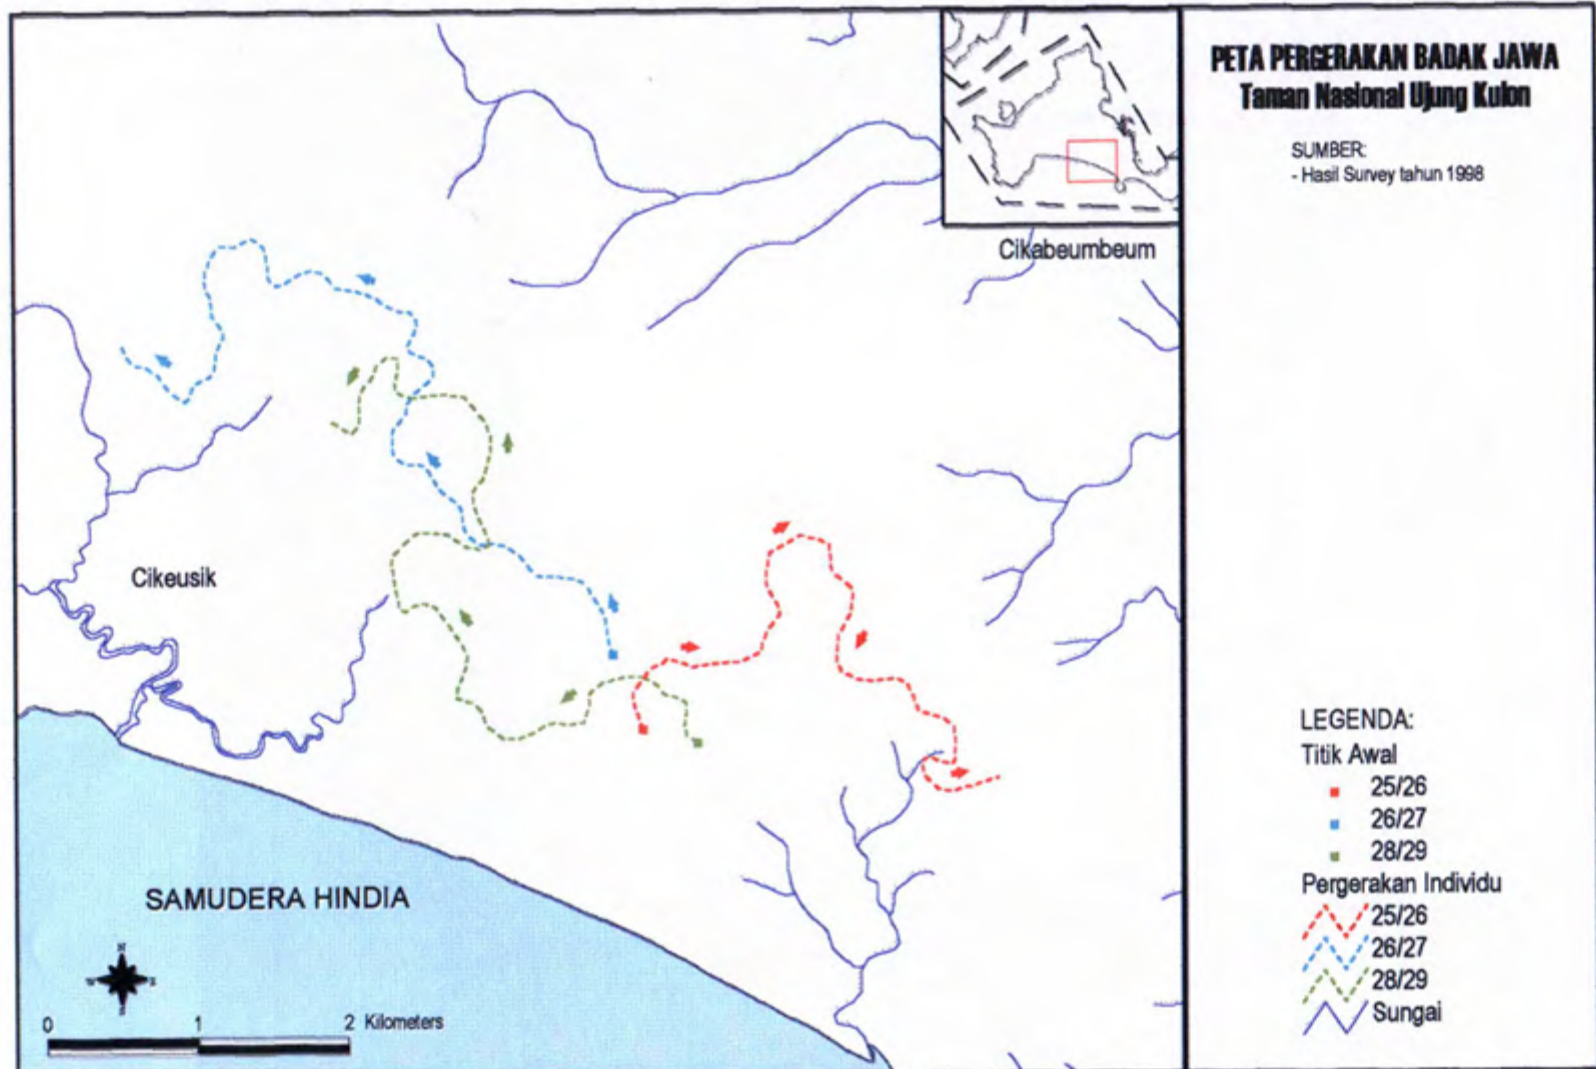 PETA PERGERAKAN BADAK JAWA
Taman Nasional Ujung Kulon
SUMBER:
- Hasil Survey tahun 1998
Cikabeumbeum
Cikeusik
SAMUDERA HINDIA
N
0 1 2 Kilometers
LEGENDA:
Titik Awal
25/26
26/27
28/29
Pergerakan Individu
25/26
26/27
28/29
Sungai